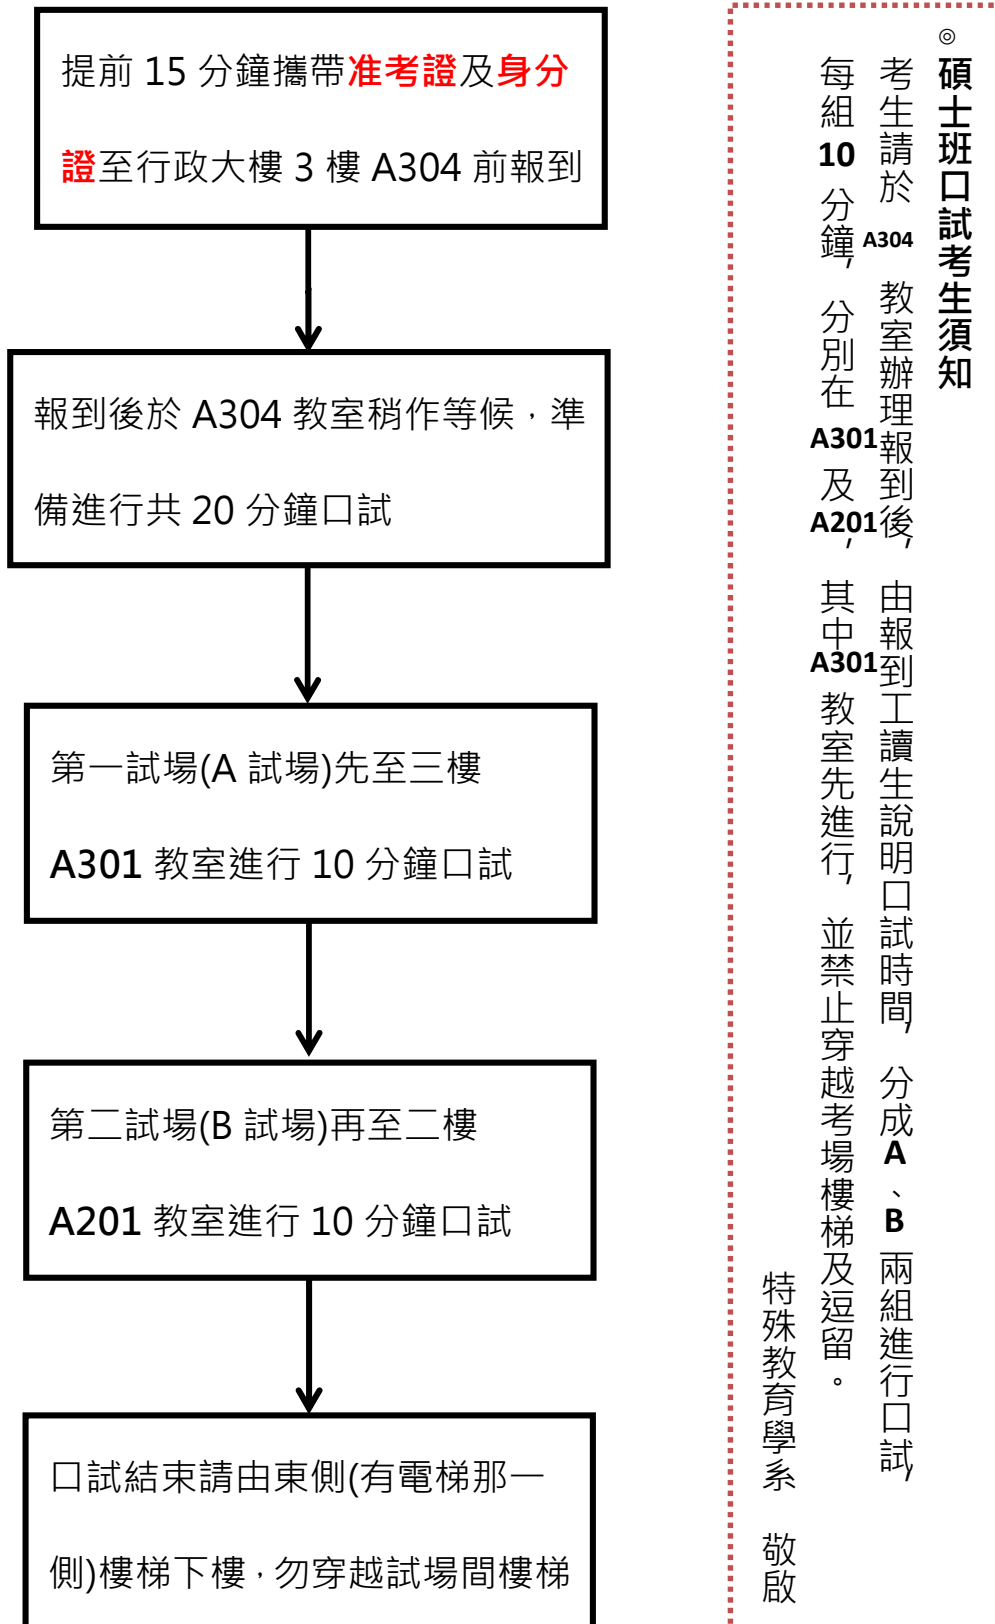 提前 15 分鐘攜帶准考證及身分
證至行政大樓 3 樓 A304 前報到
報到後於 A304 教室稍作等候，準
備進行共 20 分鐘口試
第一試場(A 試場)先至三樓
A301 教室進行 10 分鐘口試
第二試場(B 試場)再至二樓
A201 教室進行 10 分鐘口試
口試結束請由東側(有電梯那一
側)樓梯下樓，勿穿越試場間樓梯
◎碩士班口試考生須知
考生請於 A304 教室辦理報到後，由報到工讀生說明口試時間，分成 A、B 兩組進行口試，
每組 10 分鐘，分別在 A301 及 A201，其中 A301 教室先進行，並禁止穿越考場樓梯及逗留。
特殊教育學系 敬啟